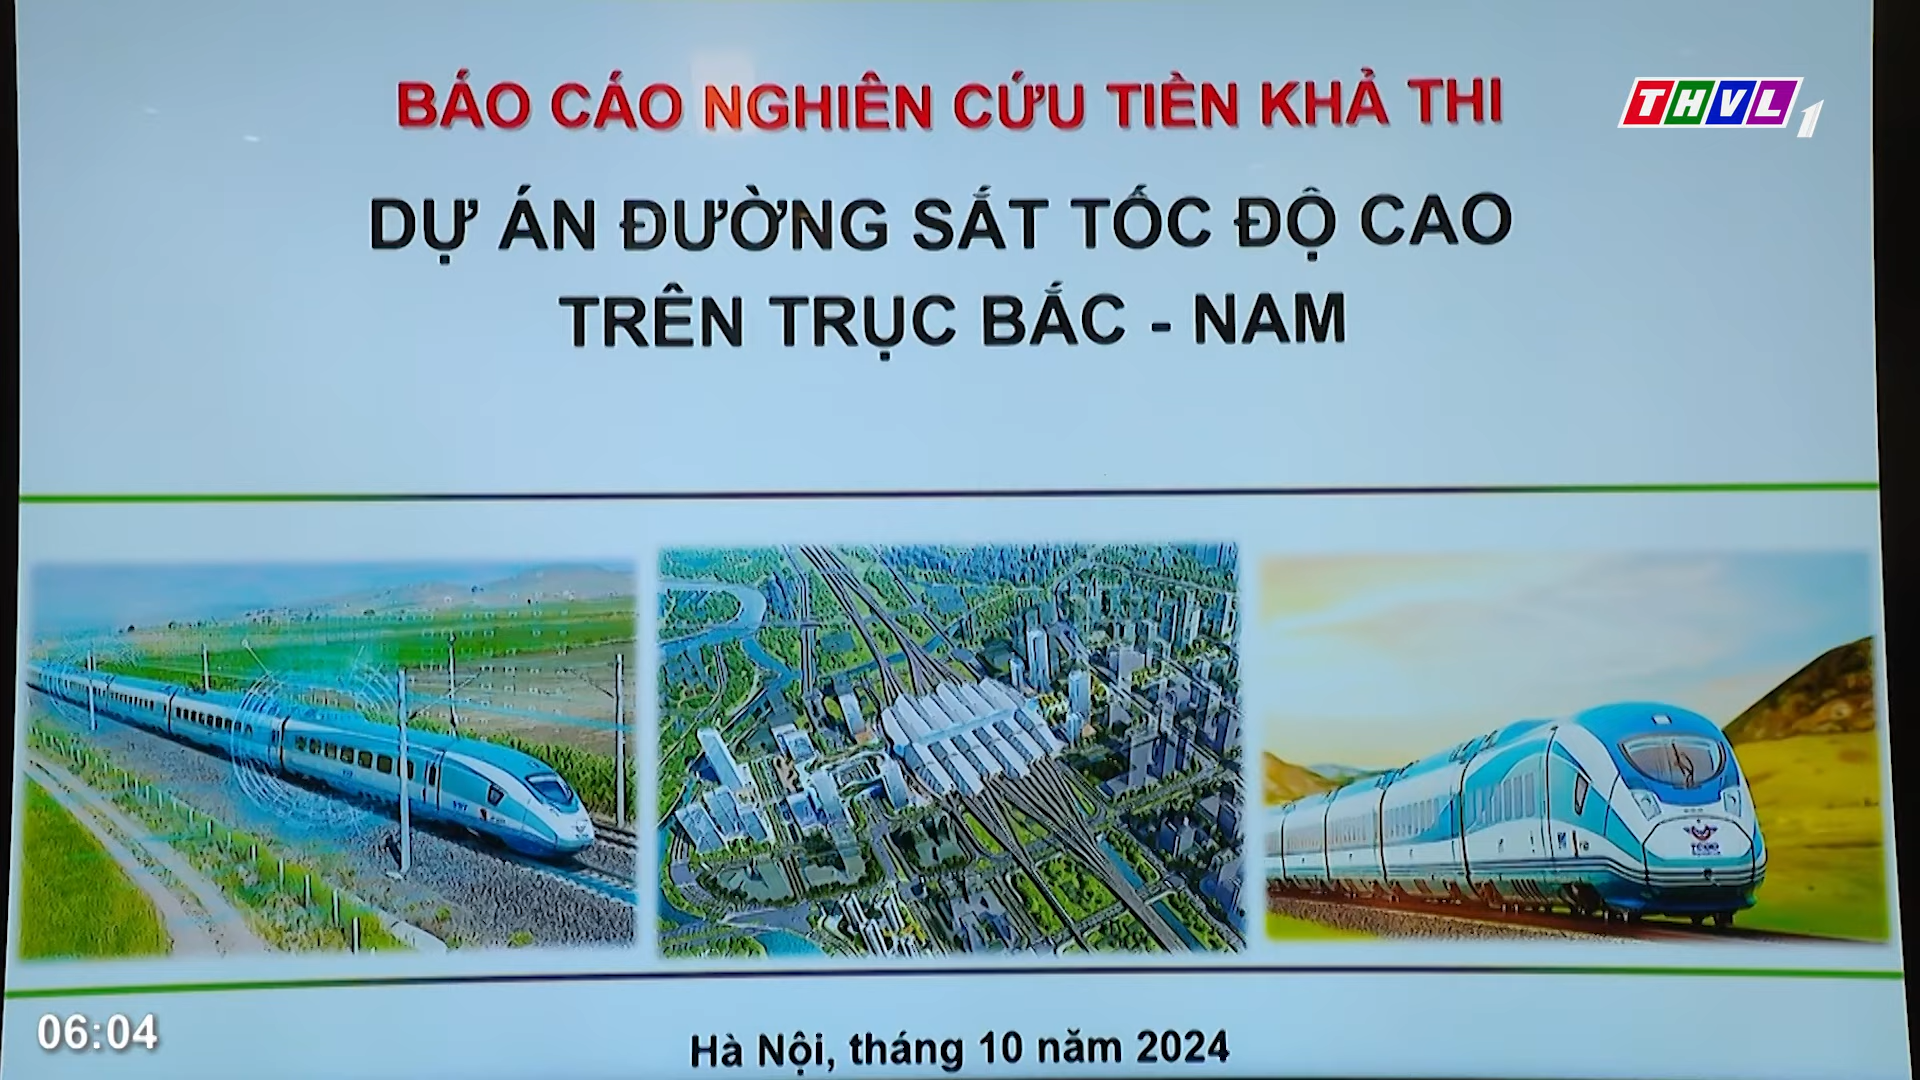 BÁO CÁO NGHIÊN CỨU TIỀN KHẢ THI
THVL1
DỰ ÁN ĐƯỜNG SẮT TỐC ĐỘ CAO
TRÊN TRỤC BẮC - NAM
TCDD
06:04
Hà Nội, tháng 10 năm 2024